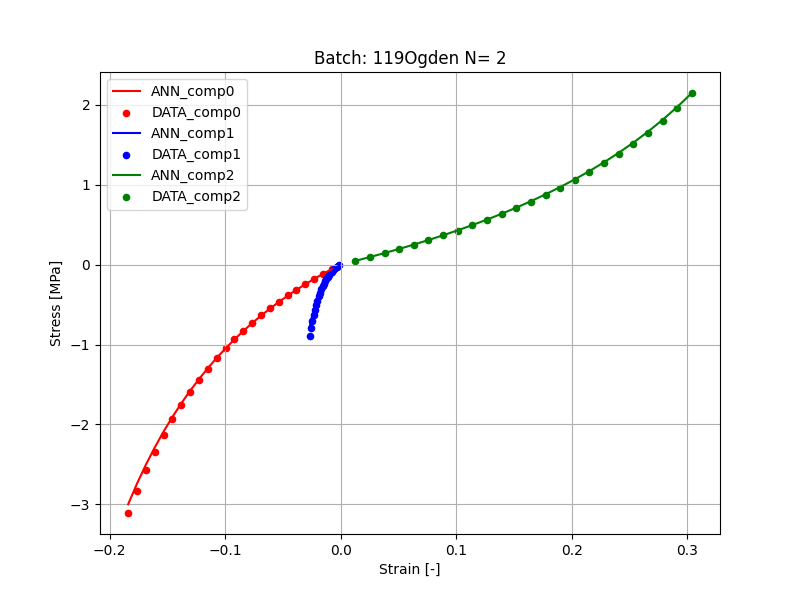 Batch: 119Ogden N= 2
ANN_comp0
DATA_comp0
ANN_comp1
DATA_comp1
ANN_comp2
DATA_comp2
Stress [MPa]
2
1
0
−1
−2
−3
−0.2
−0.1
0.0
0.1
0.2
0.3
Strain [-]